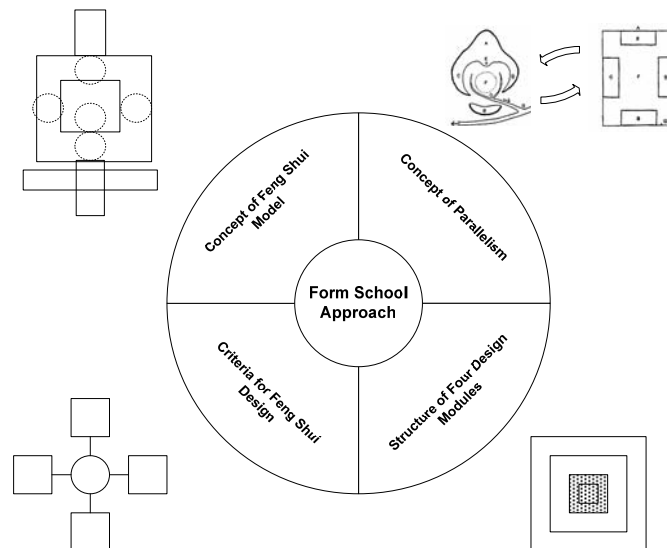 Concept of Feng Shui
Model
Concept of Parallelism
Form School
Approach
Criteria for Feng Shui
Design
Structure of Four Design
Modules